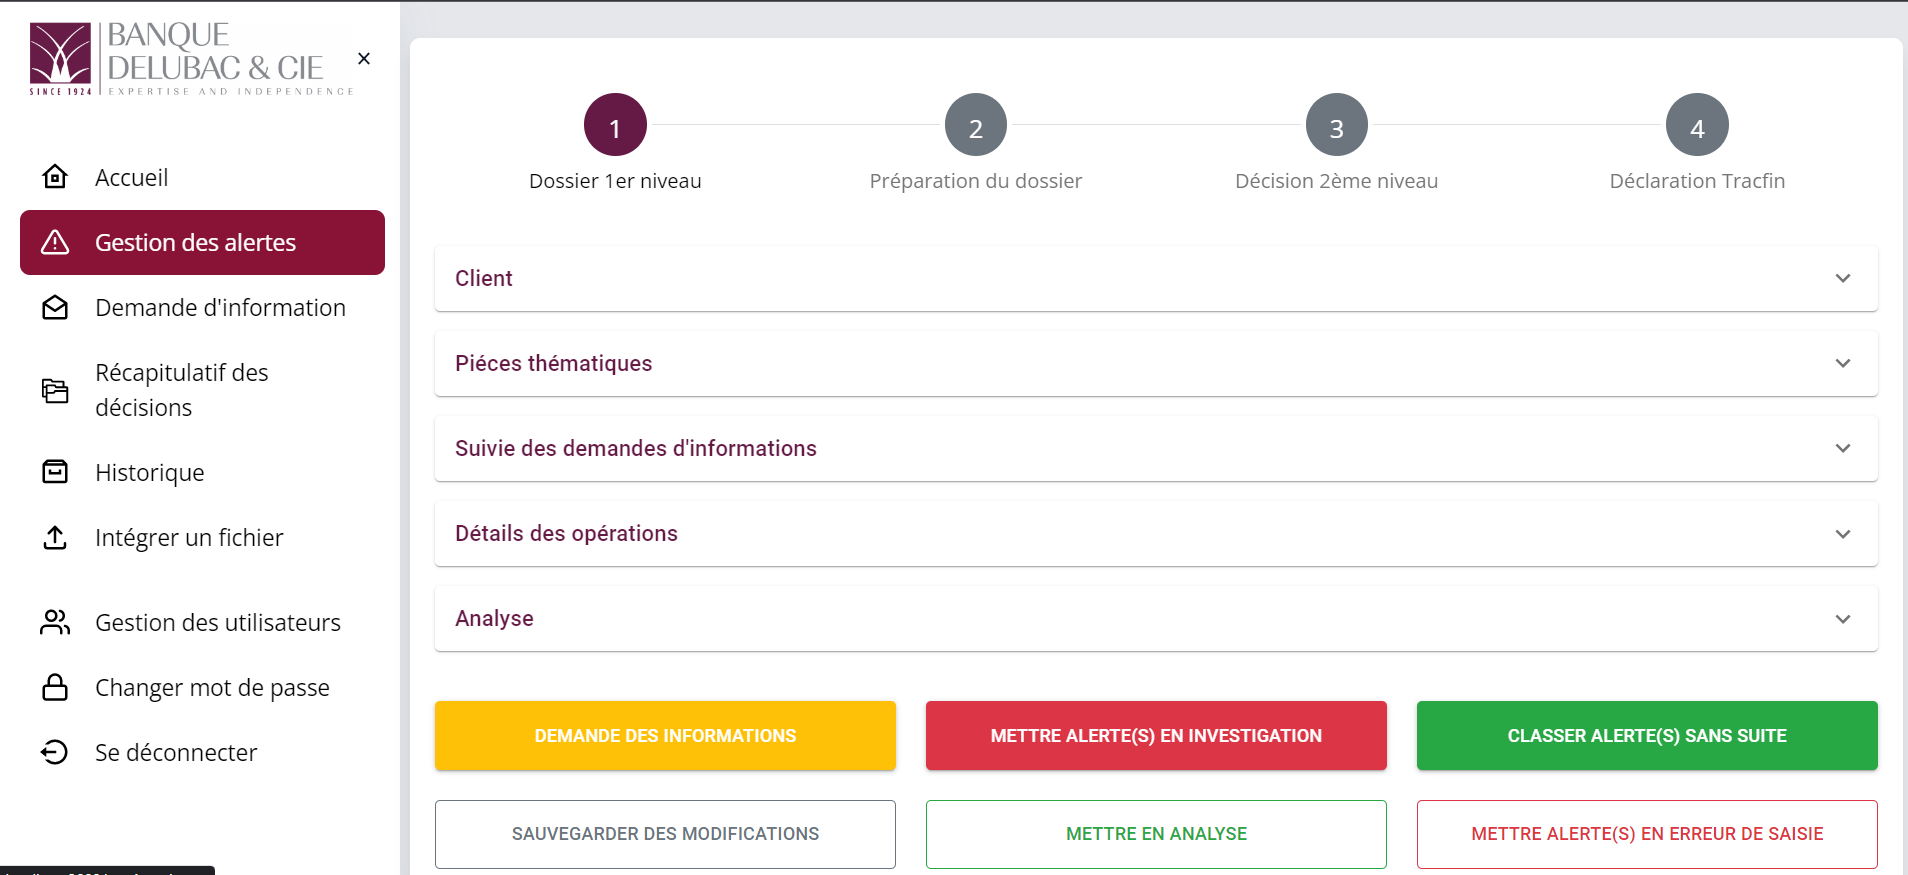 BANQUE
DELUBAC & CIE
SINCE 1924
EXPERTISE AND INDEPENDENCE
×
Accueil
Gestion des alertes
Demande d'information
Récapitulatif des
décisions
Historique
Intégrer un fichier
Gestion des utilisateurs
Changer mot de passe
Se déconnecter
1
2
3
4
Dossier 1er niveau
Préparation du dossier
Décision 2ème niveau
Déclaration Tracfin
Client
Piéces thématiques
Suivie des demandes d'informations
Détails des opérations
Analyse
DEMANDE DES INFORMATIONS
METTRE ALERTE(S) EN INVESTIGATION
CLASSER ALERTE(S) SANS SUITE
SAUVEGARDER DES MODIFICATIONS
METTRE EN ANALYSE
METTRE ALERTE(S) EN ERREUR DE SAISIE